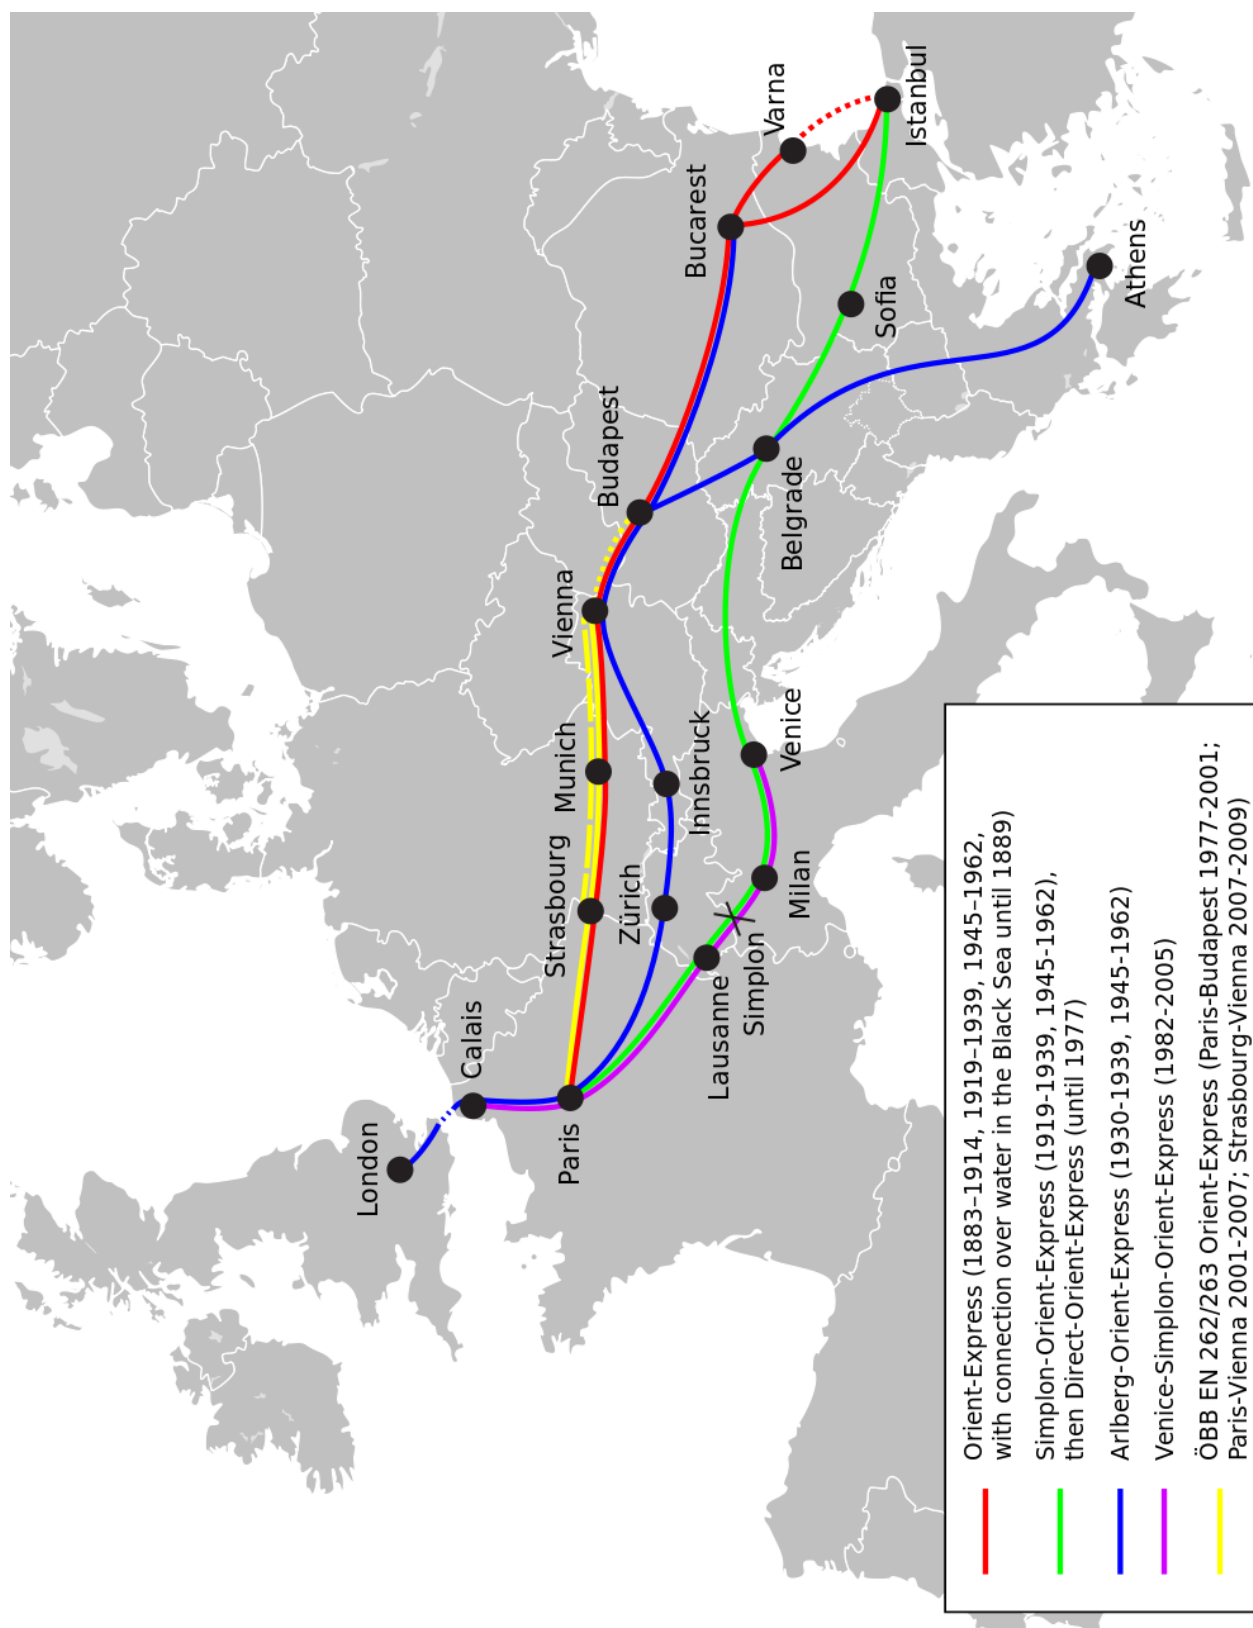 London
Calais
Paris
Strasbourg
Munich
Vienna
Budapest
Bucarest
Varna
Istanbul
Zürich
Innsbruck
Lausanne
Simplon
Milan
Venice
Belgrade
Sofia
Athens
Orient-Express (1883–1914, 1919-1939, 1945–1962,
with connection over water in the Black Sea until 1889)
Simplon-Orient-Express (1919-1939, 1945-1962),
then Direct-Orient-Express (until 1977)
Arlberg-Orient-Express (1930-1939, 1945-1962)
Venice-Simplon-Orient-Express (1982-2005)
ÖBB EN 262/263 Orient-Express (Paris-Budapest 1977-2001;
Paris-Vienna 2001-2007; Strasbourg-Vienna 2007-2009)